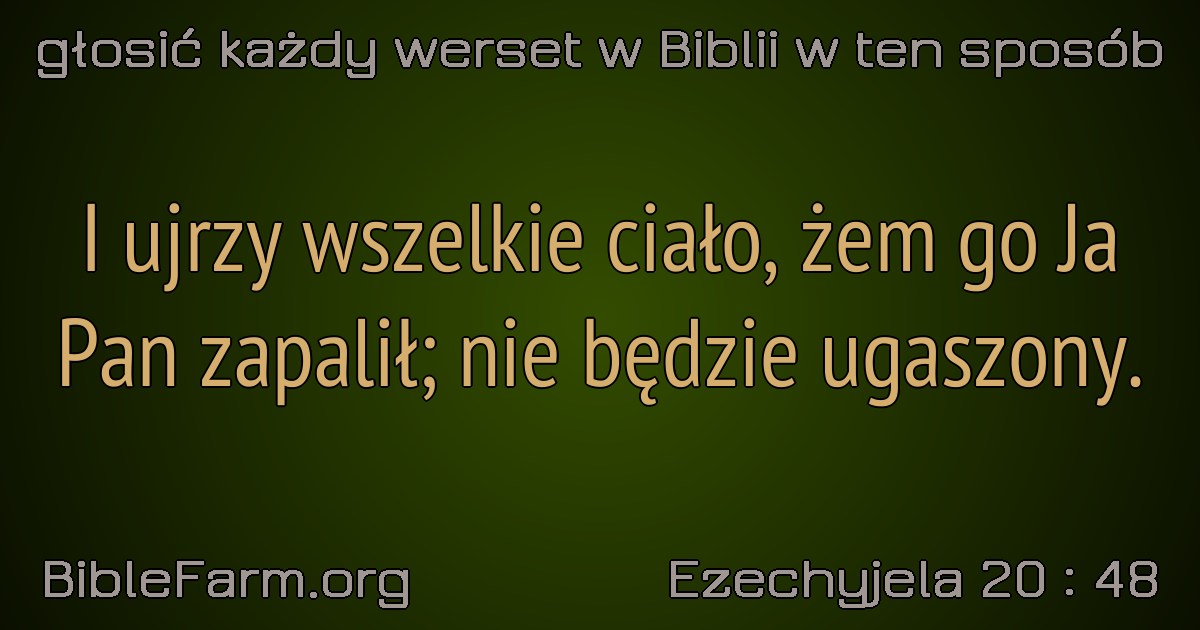 głosić każdy werset w Biblii w ten sposób
I ujrzy wszelkie ciało, żem go Ja
Pan zapalił; nie będzie ugaszony.
BibleFarm.org
Ezechyjela 20 : 48